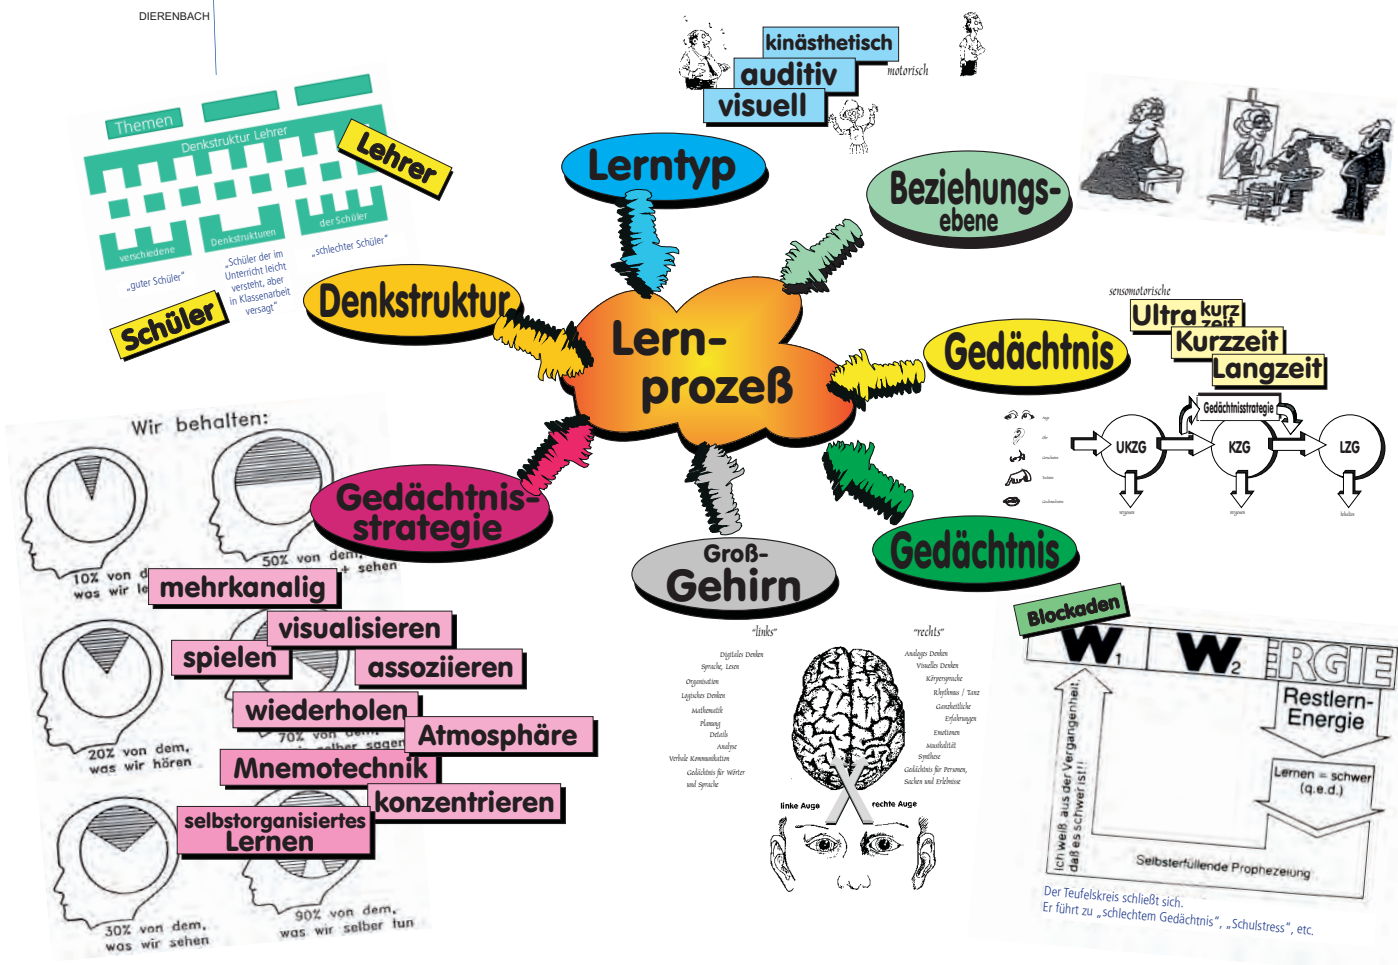 DIERENBACH
kinästhetisch
auditiv
motorisch
visuell
Themen
Denkstruktur Lehrer
Lehrer
verschiedene
Denkstrukturen
der Schüler
„guter Schüler“
„Schüler der im
Unterricht leicht
versteht, aber
in Klassenarbeit
versagt“
„schlechter Schüler“
Schüler
Lerntyp
Beziehungs-
ebene
Denkstruktur
Lern-
prozeß
Gedächtnis
sensomotorische
Ultra kurz
zeit
Kurzzeit
Langzeit
Gedächtnisstrategie
UKZG
KZG
LZG
vergessen
vergessen
behalten
Gedächtnis-
strategie
Groß-
Gehirn
Gedächtnis
Wir behalten:
10% von d
was wir le
50% von dem,
+ sehen
20% von dem,
was wir hören
70% von dem,
selber sagen
30% von dem,
was wir sehen
90% von dem,
was wir selber tun
mehrkanalig
visualisieren
spielen
assoziieren
wiederholen
Atmosphäre
Mnemotechnik
konzentrieren
selbstorganisiertes
Lernen
"links"
Digitales Denken
Sprache, Lesen
Organisation
Logisches Denken
Mathematik
Planung
Details
Analyse
Verbale Kommunikation
Gedächtnis für Wörter
und Sprache
"rechts"
Analoges Denken
Visuelles Denken
Körpersprache
Rhythmus / Tanz
Ganzheitliche
Erfahrungen
Emotionen
Musikalität
Synthese
Gedächtnis für Personen,
Sachen und Erlebnisse
linke Auge
rechte Auge
Blockaden
W1
W2
ERGIE
Restlern-
Energie
Lernen = schwer
(q.e.d.)
Ich weiß, aus der Vergangenheit,
daß es schwer ist!!
Selbsterfüllende Prophezeiung
Der Teufelskreis schließt sich.
Er führt zu „schlechtem Gedächtnis“, „Schulstress“, etc.